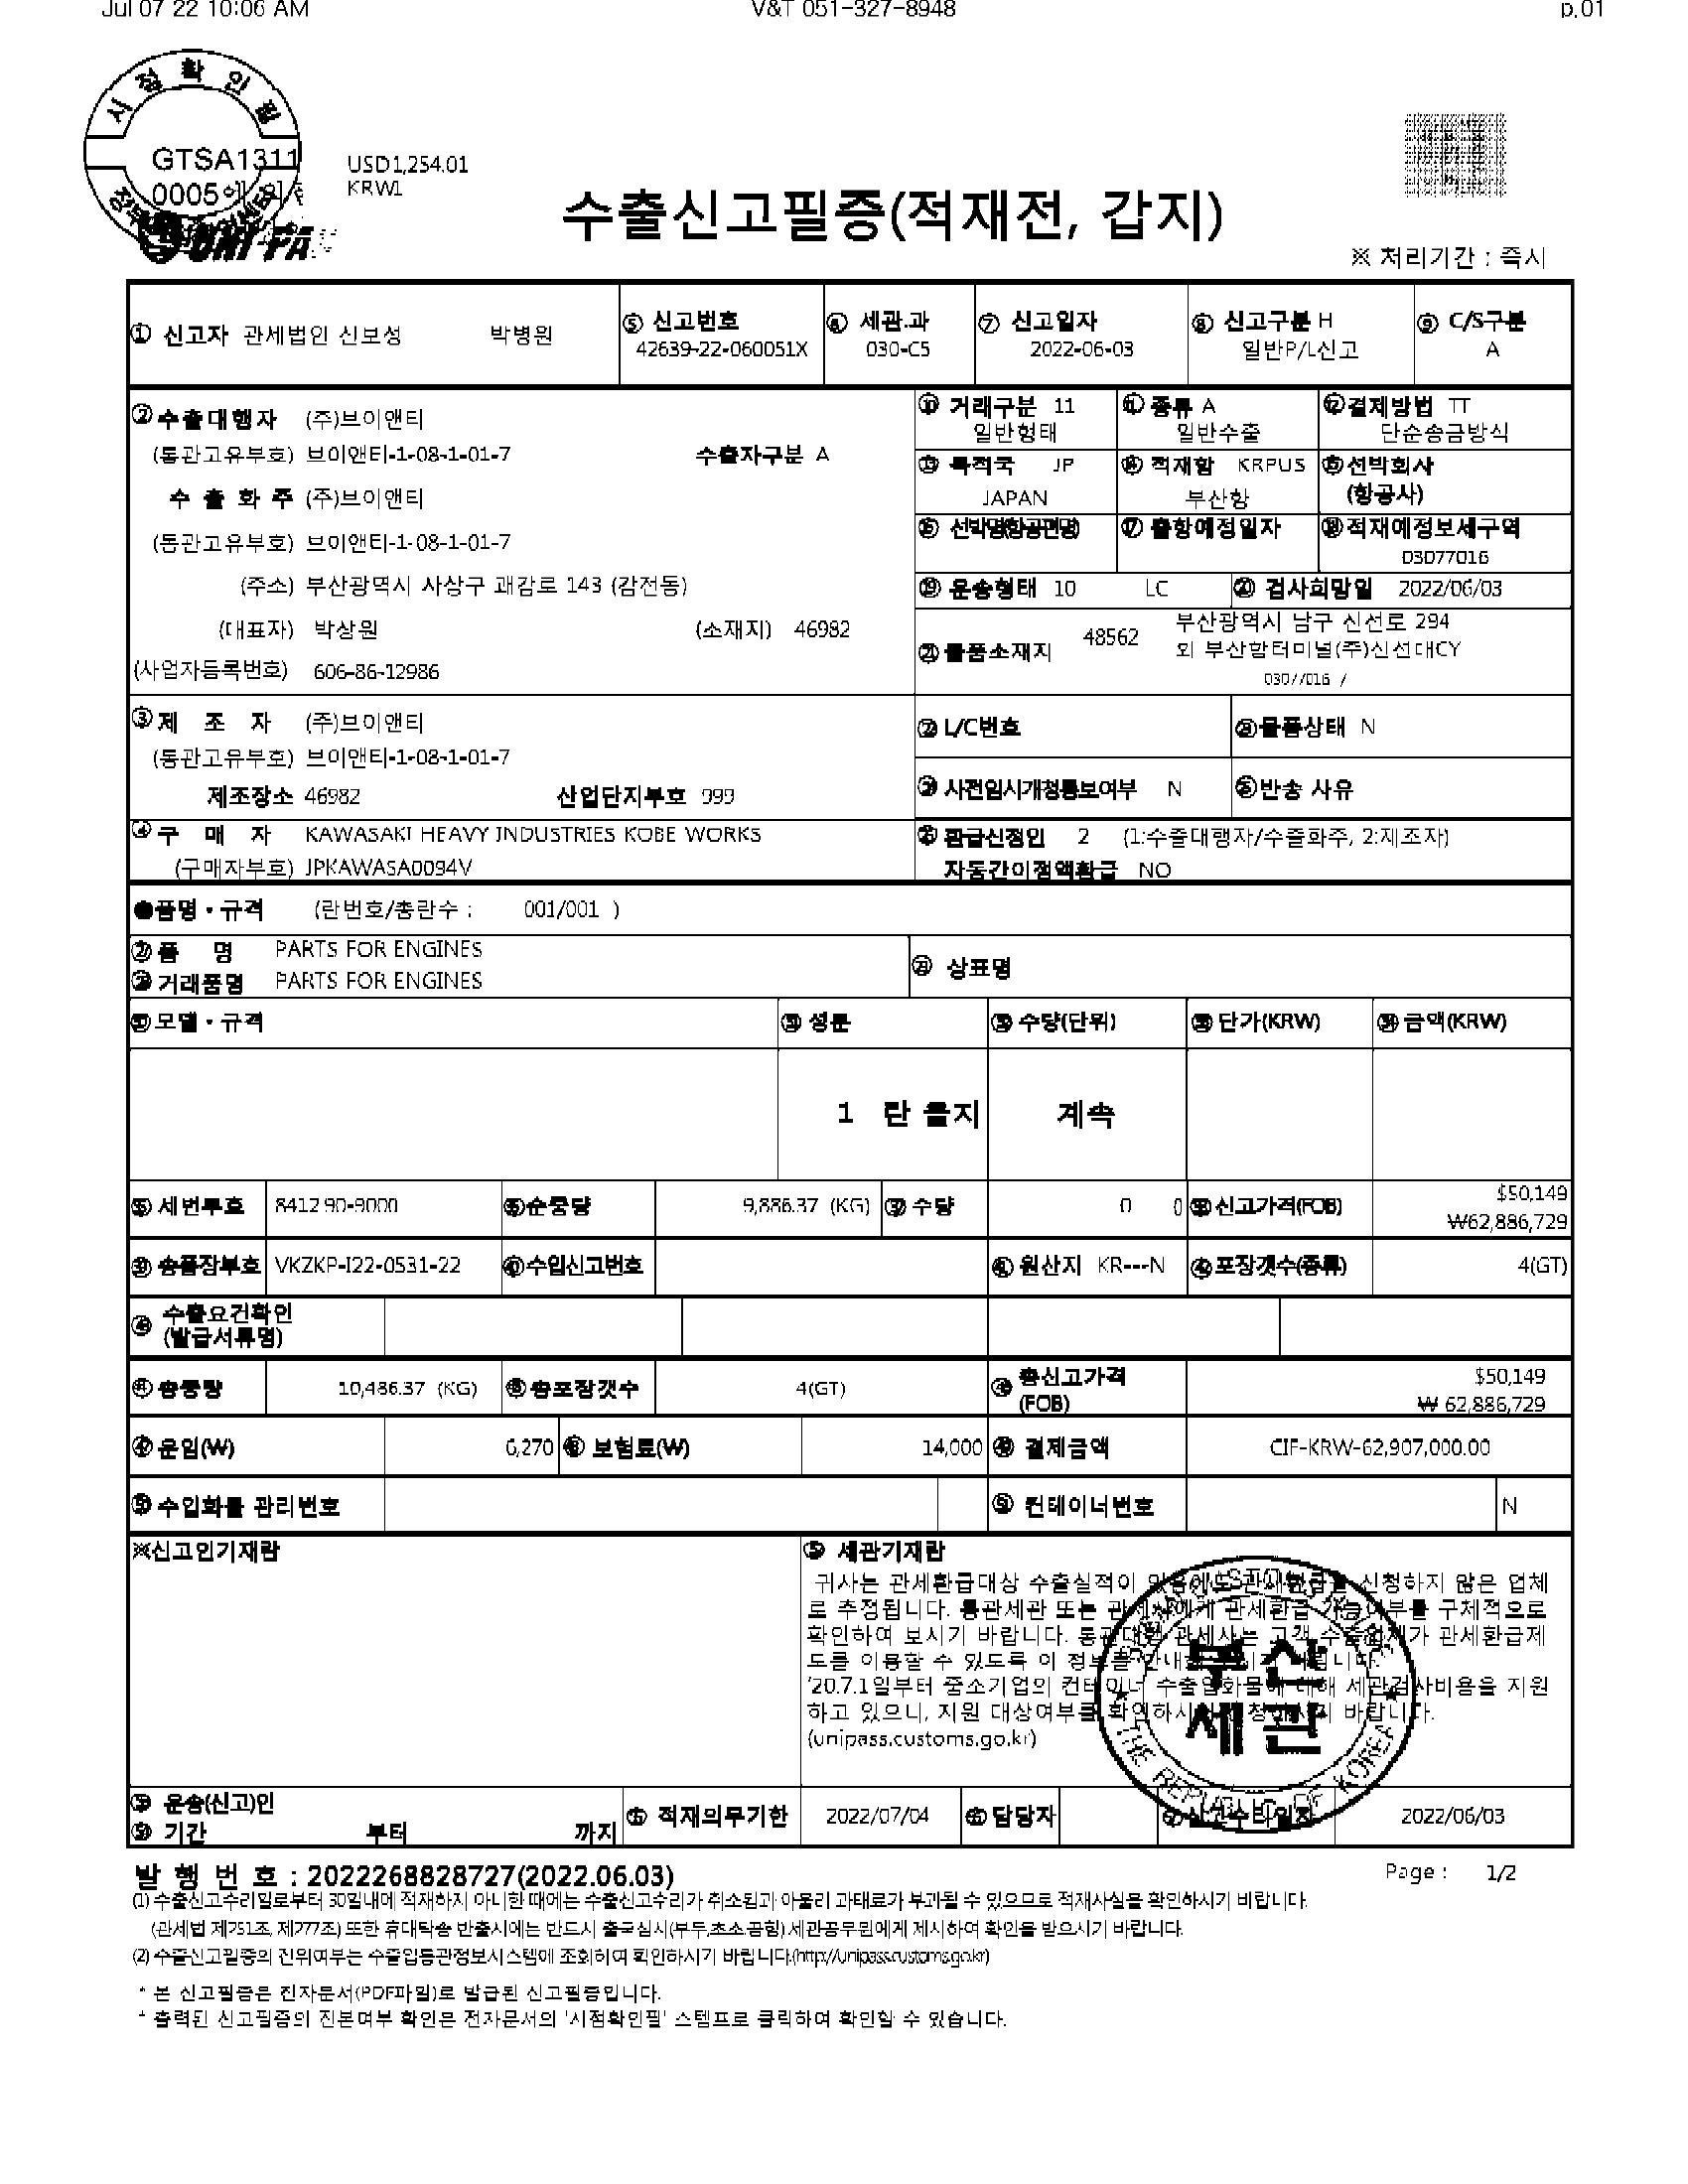 Jul 07 22 10:06 AM V&T 051-327-8948 p.01
시점확인필
GTSA1311
0005
USD1,254.01
KRW1
수출신고필증(적재전, 갑지)
※ 처리기간 : 즉시
① 신고자 관세법인 신보성 박병원
⑤ 신고번호
42639-22-060051X
⑥ 세관.과
030-C5
⑦ 신고일자
2022-06-03
⑧ 신고구분 H
일반P/L신고
⑨ C/S구분
A
② 수출대행자 (주)브이앤티
(통관고유부호) 브이앤티-1-08-1-01-7 수출자구분 A
수 출 화 주 (주)브이앤티
(통관고유부호) 브이앤티-1-08-1-01-7
(주소) 부산광역시 사상구 괘감로 143 (감전동)
(대표자) 박상원 (소재지) 46982
(사업자등록번호) 606-86-12986
⑩ 거래구분 11
일반형태
⑪ 종류 A
일반수출
⑫ 결제방법 TT
단순송금방식
⑬ 목적국 JP
JAPAN
⑭ 적재항 KRPUS
부산항
⑮ 선박회사
(항공사)
⑯ 선박명(항공편명)
⑰ 출항예정일자
⑱ 적재예정보세구역
03077016
⑲ 운송형태 10 LC
⑳ 검사희망일 2022/06/03
㉑ 물품소재지 48562 부산광역시 남구 신선로 294
외 부산항터미널(주)신선대CY
03077016 /
③ 제 조 자 (주)브이앤티
(통관고유부호) 브이앤티-1-08-1-01-7
제조장소 46982 산업단지부호 999
㉒ L/C번호
㉓ 물품상태 N
㉔ 사전임시개청통보여부 N
㉕ 반송 사유
④ 구 매 자 KAWASAKI HEAVY INDUSTRIES KOBE WORKS
(구매자부호) JPKAWASA0094V
㉖ 환급신청인 2 (1:수출대행자/수출화주, 2:제조자)
자동간이정액환급 NO
●품명・규격 (란번호/총란수 : 001/001 )
㉗ 품 명 PARTS FOR ENGINES
㉘ 거래품명 PARTS FOR ENGINES
㉙ 상표명
㉚ 모델・규격
㉛ 성분
㉜ 수량(단위)
㉝ 단가(KRW)
㉞ 금액(KRW)
1 란 을지 계속
㉟ 세번부호 8412.90-9000
㊱ 순중량 9,886.37 (KG)
㊲ 수량 0 0
㊳ 신고가격(FOB) $50,149
₩62,886,729
㊴ 송품장부호 VKZKP-I22-0531-22
㊵ 수입신고번호
㊶ 원산지 KR---N
㊷ 포장갯수(종류) 4(GT)
㊸ 수출요건확인
(발급서류명)
㊹ 총중량 10,486.37 (KG)
㊺ 총포장갯수 4(GT)
㊻ 총신고가격
(FOB)
$50,149
₩ 62,886,729
㊼ 운임(₩) 6,270
㊽ 보험료(₩) 14,000
㊾ 결제금액 CIF-KRW-62,907,000.00
㊿ 수입화물 관리번호
컨테이너번호 N
※신고인기재란
세관기재란
귀사는 관세환급대상 수출실적이 있음에도 관세환급을 신청하지 않은 업체
로 추정됩니다. 통관세관 또는 관세사에게 관세환급 가능여부를 구체적으로
확인하여 보시기 바랍니다. 통관대행 관세사는 고객 수출업체가 관세환급제
도를 이용할 수 있도록 이 정보를 안내해 주시기 바랍니다.
'20.7.1일부터 중소기업의 컨테이너 수출입화물에 대해 세관검사비용을 지원
하고 있으니, 지원 대상여부를 확인하시어 신청하시기 바랍니다.
(unipass.customs.go.kr)
부산
세관
THE REPUBLIC OF KOREA
운송(신고)인
기간 부터 까지
적재의무기한 2022/07/04
담당자
신고수리일자 2022/06/03
발 행 번 호 : 2022268828727(2022.06.03)
Page : 1/2
(1) 수출신고수리일로부터 30일내에 적재하지 아니한 때에는 수출신고수리가 취소됨과 아울러 과태료가 부과될 수 있으므로 적재사실을 확인하시기 바랍니다.
(관세법 제251조, 제277조) 또한 휴대탁송 반출시에는 반드시 출국심사(부두,초소,공항)세관공무원에게 제시하여 확인을 받으시기 바랍니다.
(2) 수출신고필증의 진위여부는 수출입통관정보시스템에 조회하여 확인하시기 바랍니다.(http://unipass.customs.go.kr)
* 본 신고필증은 전자문서(PDF파일)로 발급된 신고필증입니다.
* 출력된 신고필증의 진본여부 확인은 전자문서의 '시점확인필' 스탬프로 클릭하여 확인할 수 있습니다.